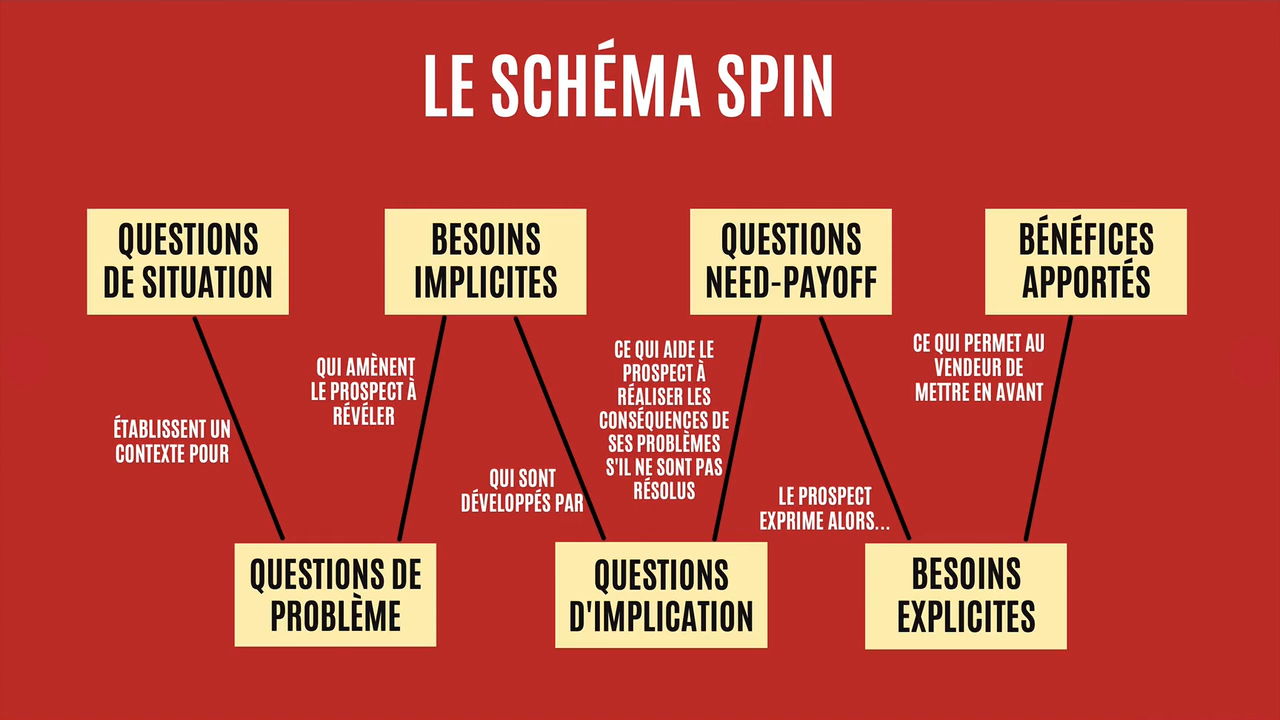 LE SCHÉMA SPIN
QUESTIONS
DE SITUATION
ÉTABLISSENT UN
CONTEXTE POUR
QUESTIONS DE
PROBLÈME
QUI AMÈNENT
LE PROSPECT À
RÉVÉLER
BESOINS
IMPLICITES
QUI SONT
DÉVELOPPÉS PAR
QUESTIONS
D'IMPLICATION
CE QUI AIDE LE
PROSPECT À
RÉALISER LES
CONSÉQUENCES DE
SES PROBLÈMES
S'IL NE SONT PAS
RÉSOLUS
QUESTIONS
NEED-PAYOFF
LE PROSPECT
EXPRIME ALORS...
BESOINS
EXPLICITES
CE QUI PERMET AU
VENDEUR DE
METTRE EN AVANT
BÉNÉFICES
APPORTÉS